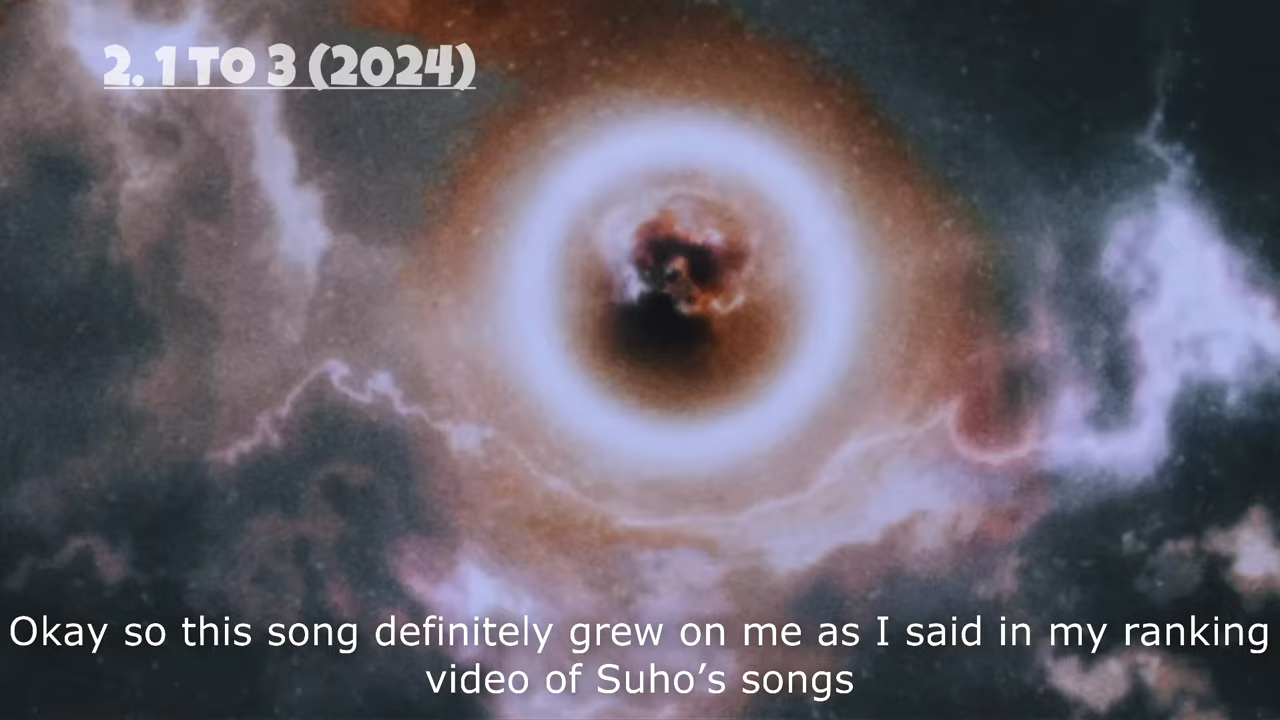 2. 1 TO 3 (2024)
Okay so this song definitely grew on me as I said in my ranking
video of Suho’s songs